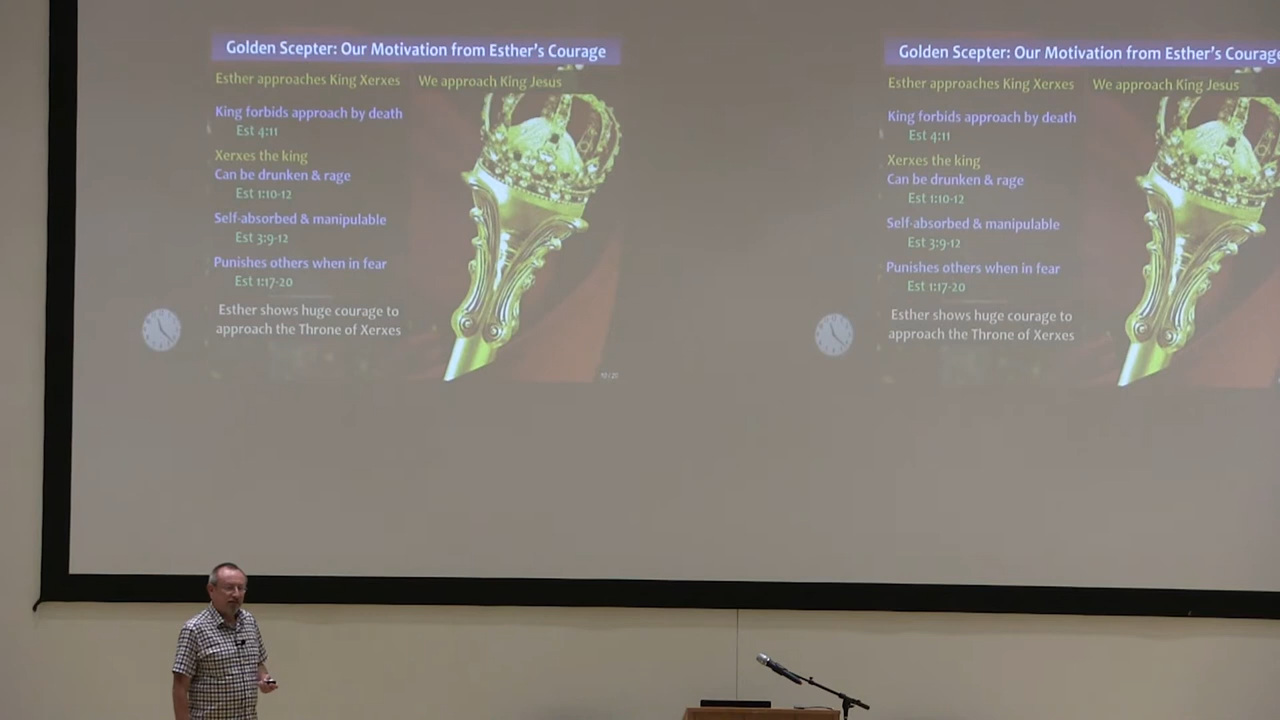 Golden Scepter: Our Motivation from Esther's Courage
Esther approaches King Xerxes
We approach King Jesus
King forbids approach by death
Est 4:11
Xerxes the king
Can be drunken & rage
Est 1:10-12
Self-absorbed & manipulable
Est 3:9-12
Punishes others when in fear
Est 1:17-20
Esther shows huge courage to
approach the Throne of Xerxes
Golden Scepter: Our Motivation from Esther's Courage
Esther approaches King Xerxes
We approach King Jesus
King forbids approach by death
Est 4:11
Xerxes the king
Can be drunken & rage
Est 1:10-12
Self-absorbed & manipulable
Est 3:9-12
Punishes others when in fear
Est 1:17-20
Esther shows huge courage to
approach the Throne of Xerxes